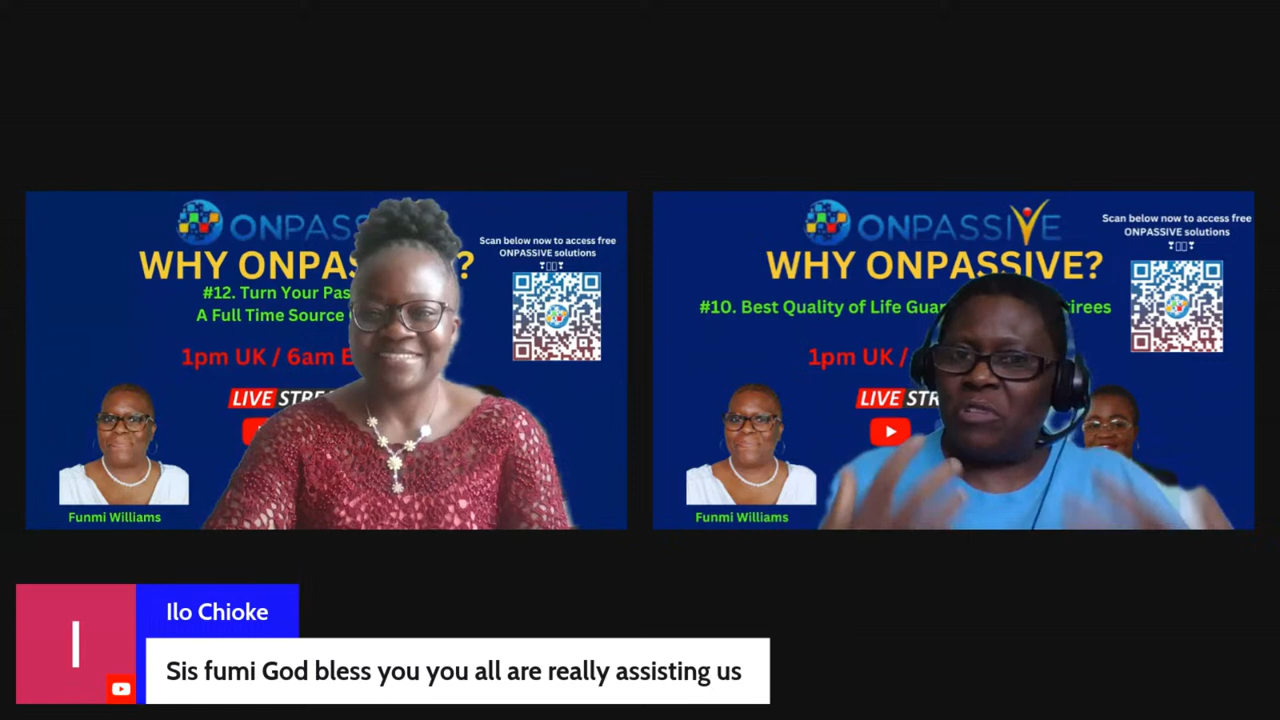 ONPASS
WHY ONPAS ?
#12. Turn Your Pas
A Full Time Source
1pm UK / 6am E
LIVE STRE
Scan below now to access free
ONPASSIVE solutions
Funmi Williams
ONPASSIVE
WHY ONPASSIVE?
#10. Best Quality of Life Guar irees
1pm UK /
LIVE STR
Scan below now to access free
ONPASSIVE solutions
Funmi Williams
I
Ilo Chioke
Sis fumi God bless you you all are really assisting us